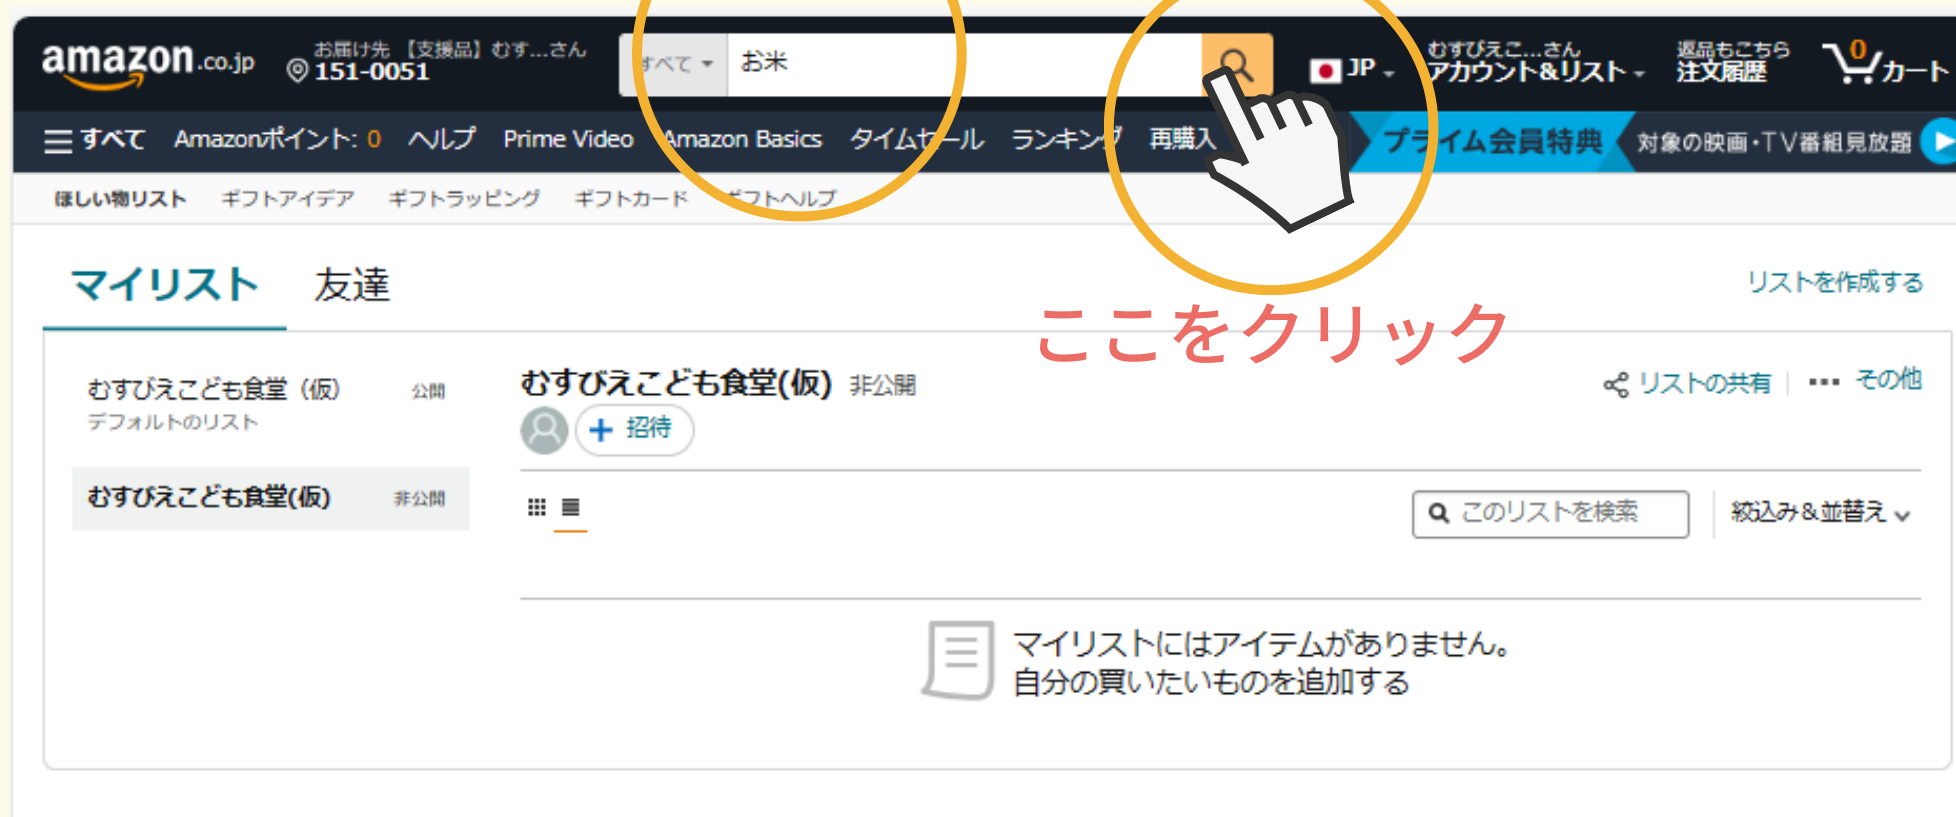 amazon.co.jp
お届け先 【支援品】むす...さん
151-0051
すべて
お米
JP
むすびえこ...さん
アカウント&リスト
返品もこちら
注文履歴
0
カート
すべて
Amazonポイント: 0
ヘルプ
Prime Video
Amazon Basics
タイムセール
ランキング
再購入
プライム会員特典
対象の映画・TV番組見放題
ほしい物リスト
ギフトアイデア
ギフトラッピング
ギフトカード
ギフトヘルプ
マイリスト
友達
リストを作成する
ここをクリック
むすびえこども食堂（仮）
公開
デフォルトのリスト
むすびえこども食堂(仮)
非公開
むすびえこども食堂(仮) 非公開
リストの共有
その他
招待
このリストを検索
絞込み&並替え
マイリストにはアイテムがありません。
自分の買いたいものを追加する